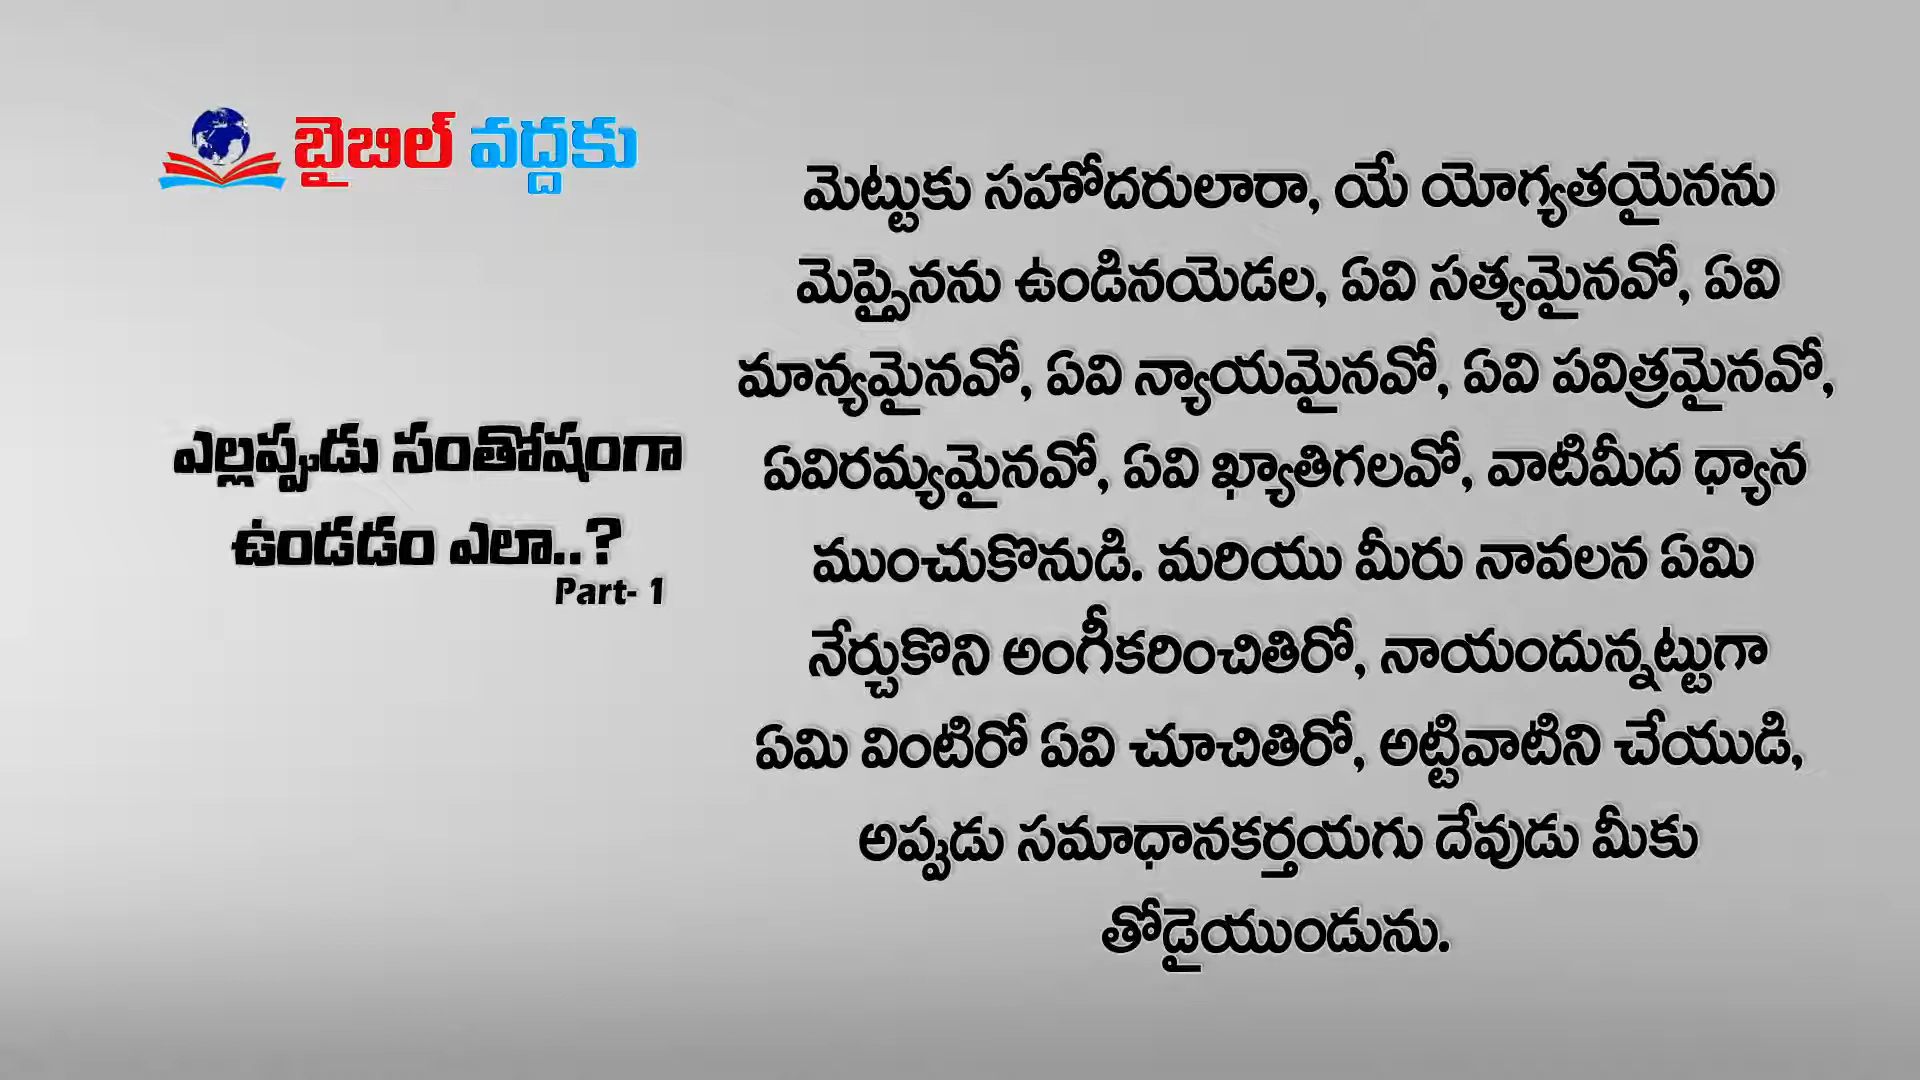 బైబిల్ వద్దకు
ఎల్లప్పుడు సంతోషంగా
ఉండడం ఎలా..?
Part- 1
మెట్టుకు సహోదరులారా, యే యోగ్యతయైనను
మెప్పైనను ఉండినయెడల, ఏవి సత్యమైనవో, ఏవి
మాన్యమైనవో, ఏవి న్యాయమైనవో, ఏవి పవిత్రమైనవో,
ఏవిరమ్యమైనవో, ఏవి ఖ్యాతిగలవో, వాటిమీద ధ్యాన
ముంచుకొనుడి. మరియు మీరు నావలన ఏమి
నేర్చుకొని అంగీకరించితిరో, నాయందున్నట్టుగా
ఏమి వింటిరో ఏవి చూచితిరో, అట్టివాటిని చేయుడి,
అప్పుడు సమాధానకర్తయగు దేవుడు మీకు
తోడైయుండును.